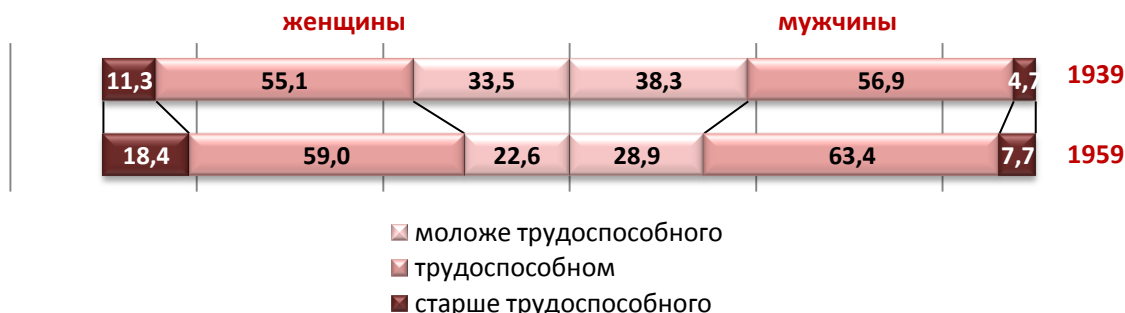 женщины мужчины
11,3 55,1 33,5 38,3 56,9 4,7 1939
18,4 59,0 22,6 28,9 63,4 7,7 1959
моложе трудоспособного
трудоспособном
старше трудоспособного